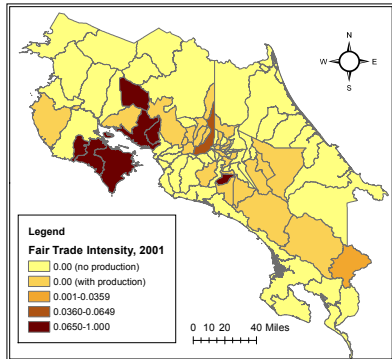 N
W E
S
Legend
Fair Trade Intensity, 2001
0.00 (no production)
0.00 (with production)
0.001-0.0359
0.0360-0.0649
0.0650-1.000
0 10 20 40 Miles